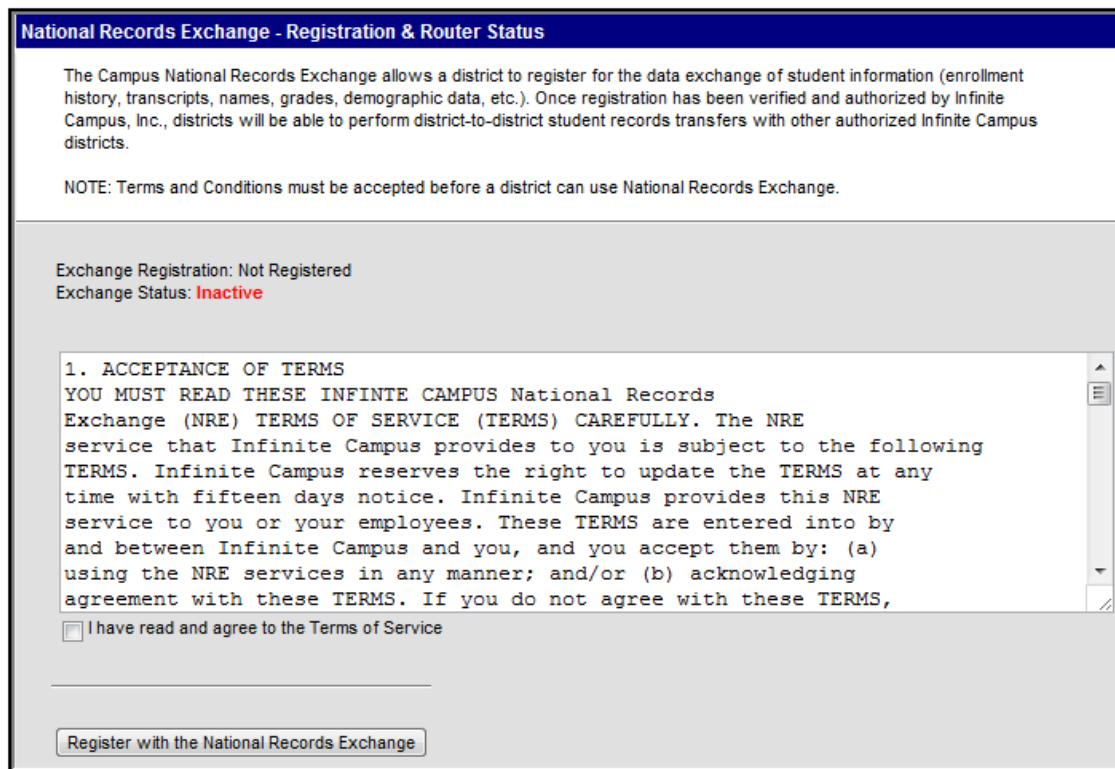 National Records Exchange - Registration & Router Status
The Campus National Records Exchange allows a district to register for the data exchange of student information (enrollment
history, transcripts, names, grades, demographic data, etc.). Once registration has been verified and authorized by Infinite
Campus, Inc., districts will be able to perform district-to-district student records transfers with other authorized Infinite Campus
districts.
NOTE: Terms and Conditions must be accepted before a district can use National Records Exchange.
Exchange Registration: Not Registered
Exchange Status: Inactive
1. ACCEPTANCE OF TERMS
YOU MUST READ THESE INFINTE CAMPUS National Records
Exchange (NRE) TERMS OF SERVICE (TERMS) CAREFULLY. The NRE
service that Infinite Campus provides to you is subject to the following
TERMS. Infinite Campus reserves the right to update the TERMS at any
time with fifteen days notice. Infinite Campus provides this NRE
service to you or your employees. These TERMS are entered into by
and between Infinite Campus and you, and you accept them by: (a)
using the NRE services in any manner; and/or (b) acknowledging
agreement with these TERMS. If you do not agree with these TERMS,
I have read and agree to the Terms of Service
Register with the National Records Exchange